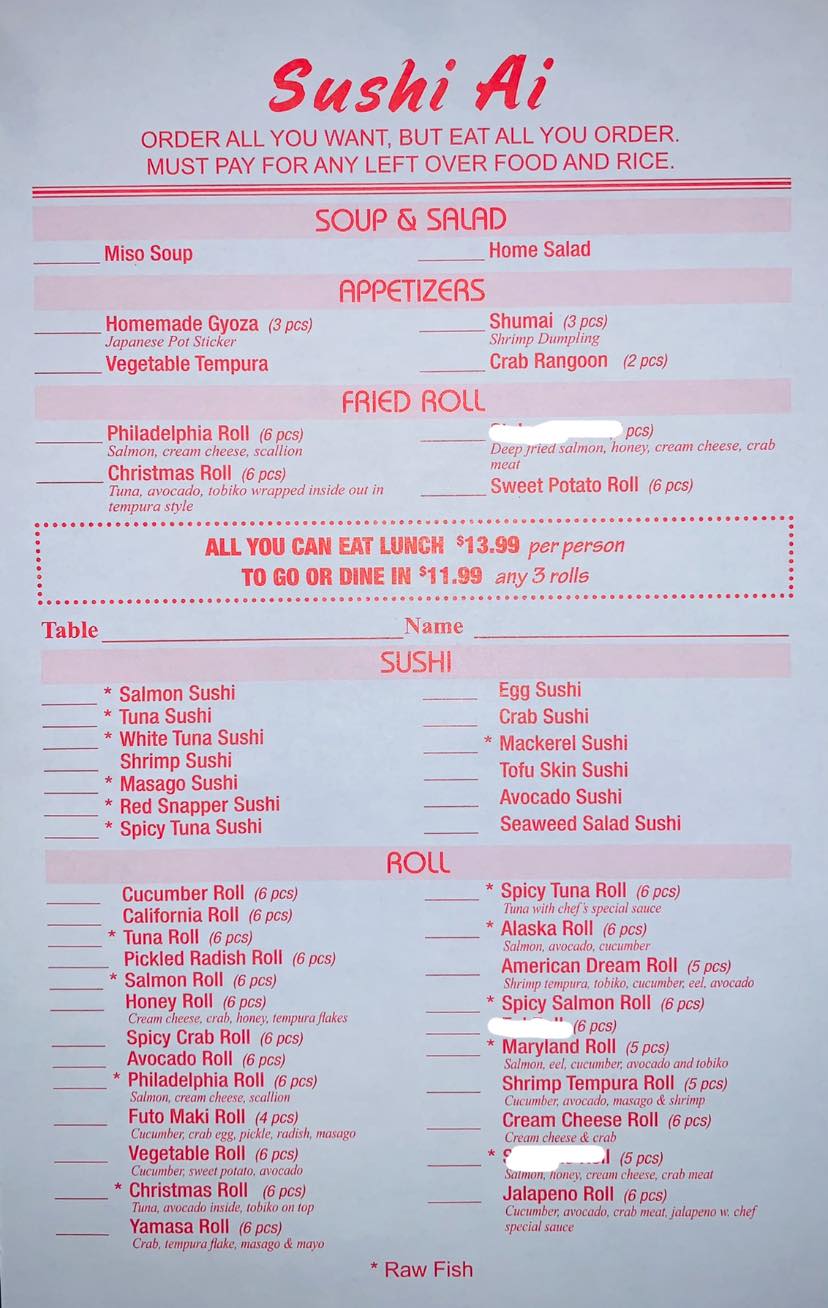 Sushi Ai
ORDER ALL YOU WANT, BUT EAT ALL YOU ORDER.
MUST PAY FOR ANY LEFT OVER FOOD AND RICE.
SOUP & SALAD
Miso Soup
Home Salad
APPETIZERS
Homemade Gyoza (3 pcs)
Japanese Pot Sticker
Vegetable Tempura
Shumai (3 pcs)
Shrimp Dumpling
Crab Rangoon (2 pcs)
FRIED ROLL
Philadelphia Roll (6 pcs)
Salmon, cream cheese, scallion
Christmas Roll (6 pcs)
Tuna, avocado, tobiko wrapped inside out in
tempura style
pcs)
Deep fried salmon, honey, cream cheese, crab
meat
Sweet Potato Roll (6 pcs)
ALL YOU CAN EAT LUNCH $13.99 per person
TO GO OR DINE IN $11.99 any 3 rolls
Table Name
SUSHI
* Salmon Sushi
* Tuna Sushi
* White Tuna Sushi
Shrimp Sushi
* Masago Sushi
* Red Snapper Sushi
* Spicy Tuna Sushi
Egg Sushi
Crab Sushi
* Mackerel Sushi
Tofu Skin Sushi
Avocado Sushi
Seaweed Salad Sushi
ROLL
Cucumber Roll (6 pcs)
California Roll (6 pcs)
* Tuna Roll (6 pcs)
Pickled Radish Roll (6 pcs)
* Salmon Roll (6 pcs)
Honey Roll (6 pcs)
Cream cheese, crab, honey, tempura flakes
Spicy Crab Roll (6 pcs)
Avocado Roll (6 pcs)
* Philadelphia Roll (6 pcs)
Salmon, cream cheese, scallion
Futo Maki Roll (4 pcs)
Cucumber, crab egg, pickle, radish, masago
Vegetable Roll (6 pcs)
Cucumber, sweet potato, avocado
* Christmas Roll (6 pcs)
Tuna, avocado inside, tobiko on top
Yamasa Roll (6 pcs)
Crab, tempura flake, masago & mayo
* Spicy Tuna Roll (6 pcs)
Tuna with chef's special sauce
* Alaska Roll (6 pcs)
Salmon, avocado, cucumber
American Dream Roll (5 pcs)
Shrimp tempura, tobiko, cucumber, eel, avocado
* Spicy Salmon Roll (6 pcs)
(6 pcs)
* Maryland Roll (5 pcs)
Salmon, eel, cucumber, avocado and tobiko
Shrimp Tempura Roll (5 pcs)
Cucumber, avocado, masago & shrimp
Cream Cheese Roll (6 pcs)
Cream cheese & crab
* (5 pcs)
Salmon, honey, cream cheese, crab meat
Jalapeno Roll (6 pcs)
Cucumber, avocado, crab meat, jalapeno w. chef
special sauce
* Raw Fish